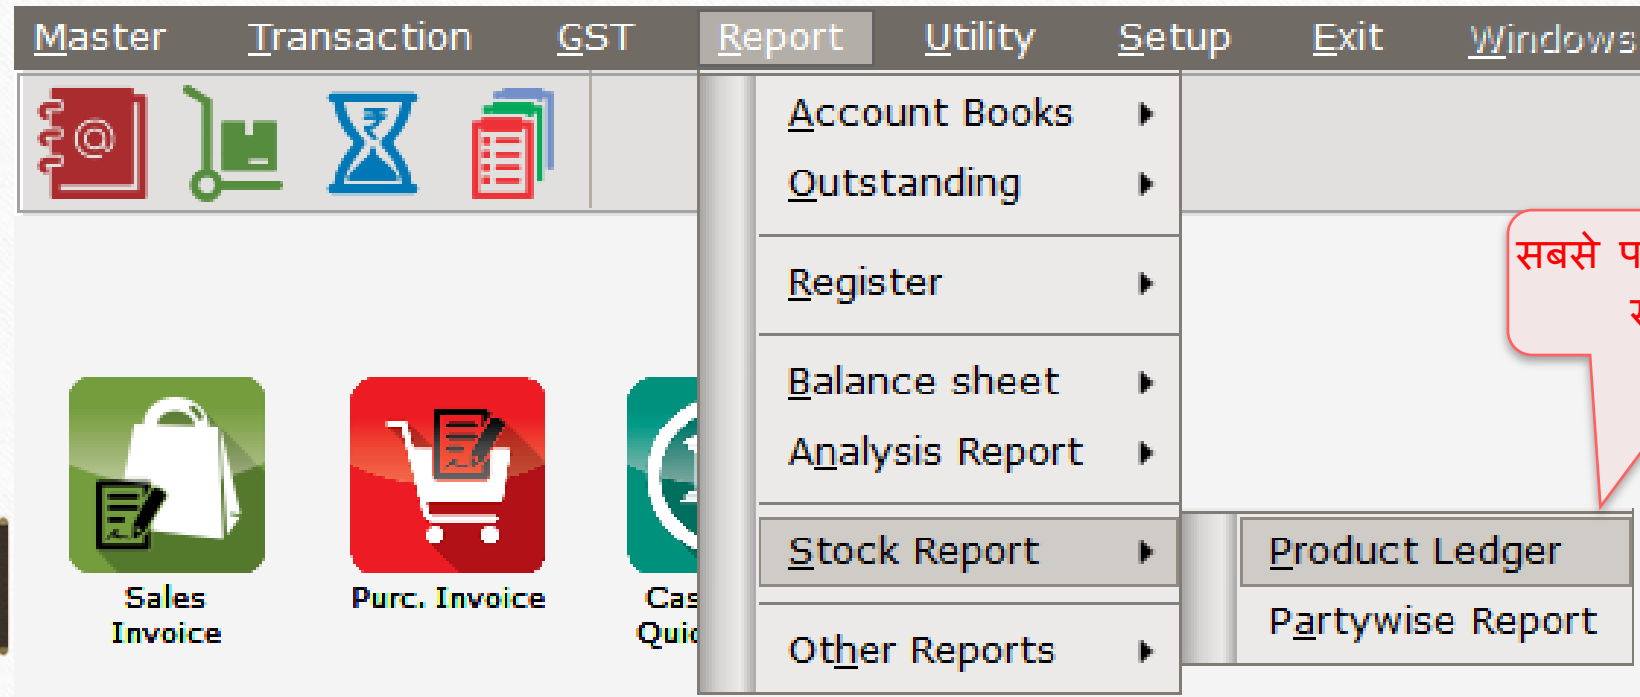 Master Transaction GST Report Utility Setup Exit Windows
Account Books
Outstanding
Register
Balance sheet
Analysis Report
Stock Report
Other Reports
Product Ledger
Partywise Report
सबसे
Sales
Invoice
Purc. Invoice